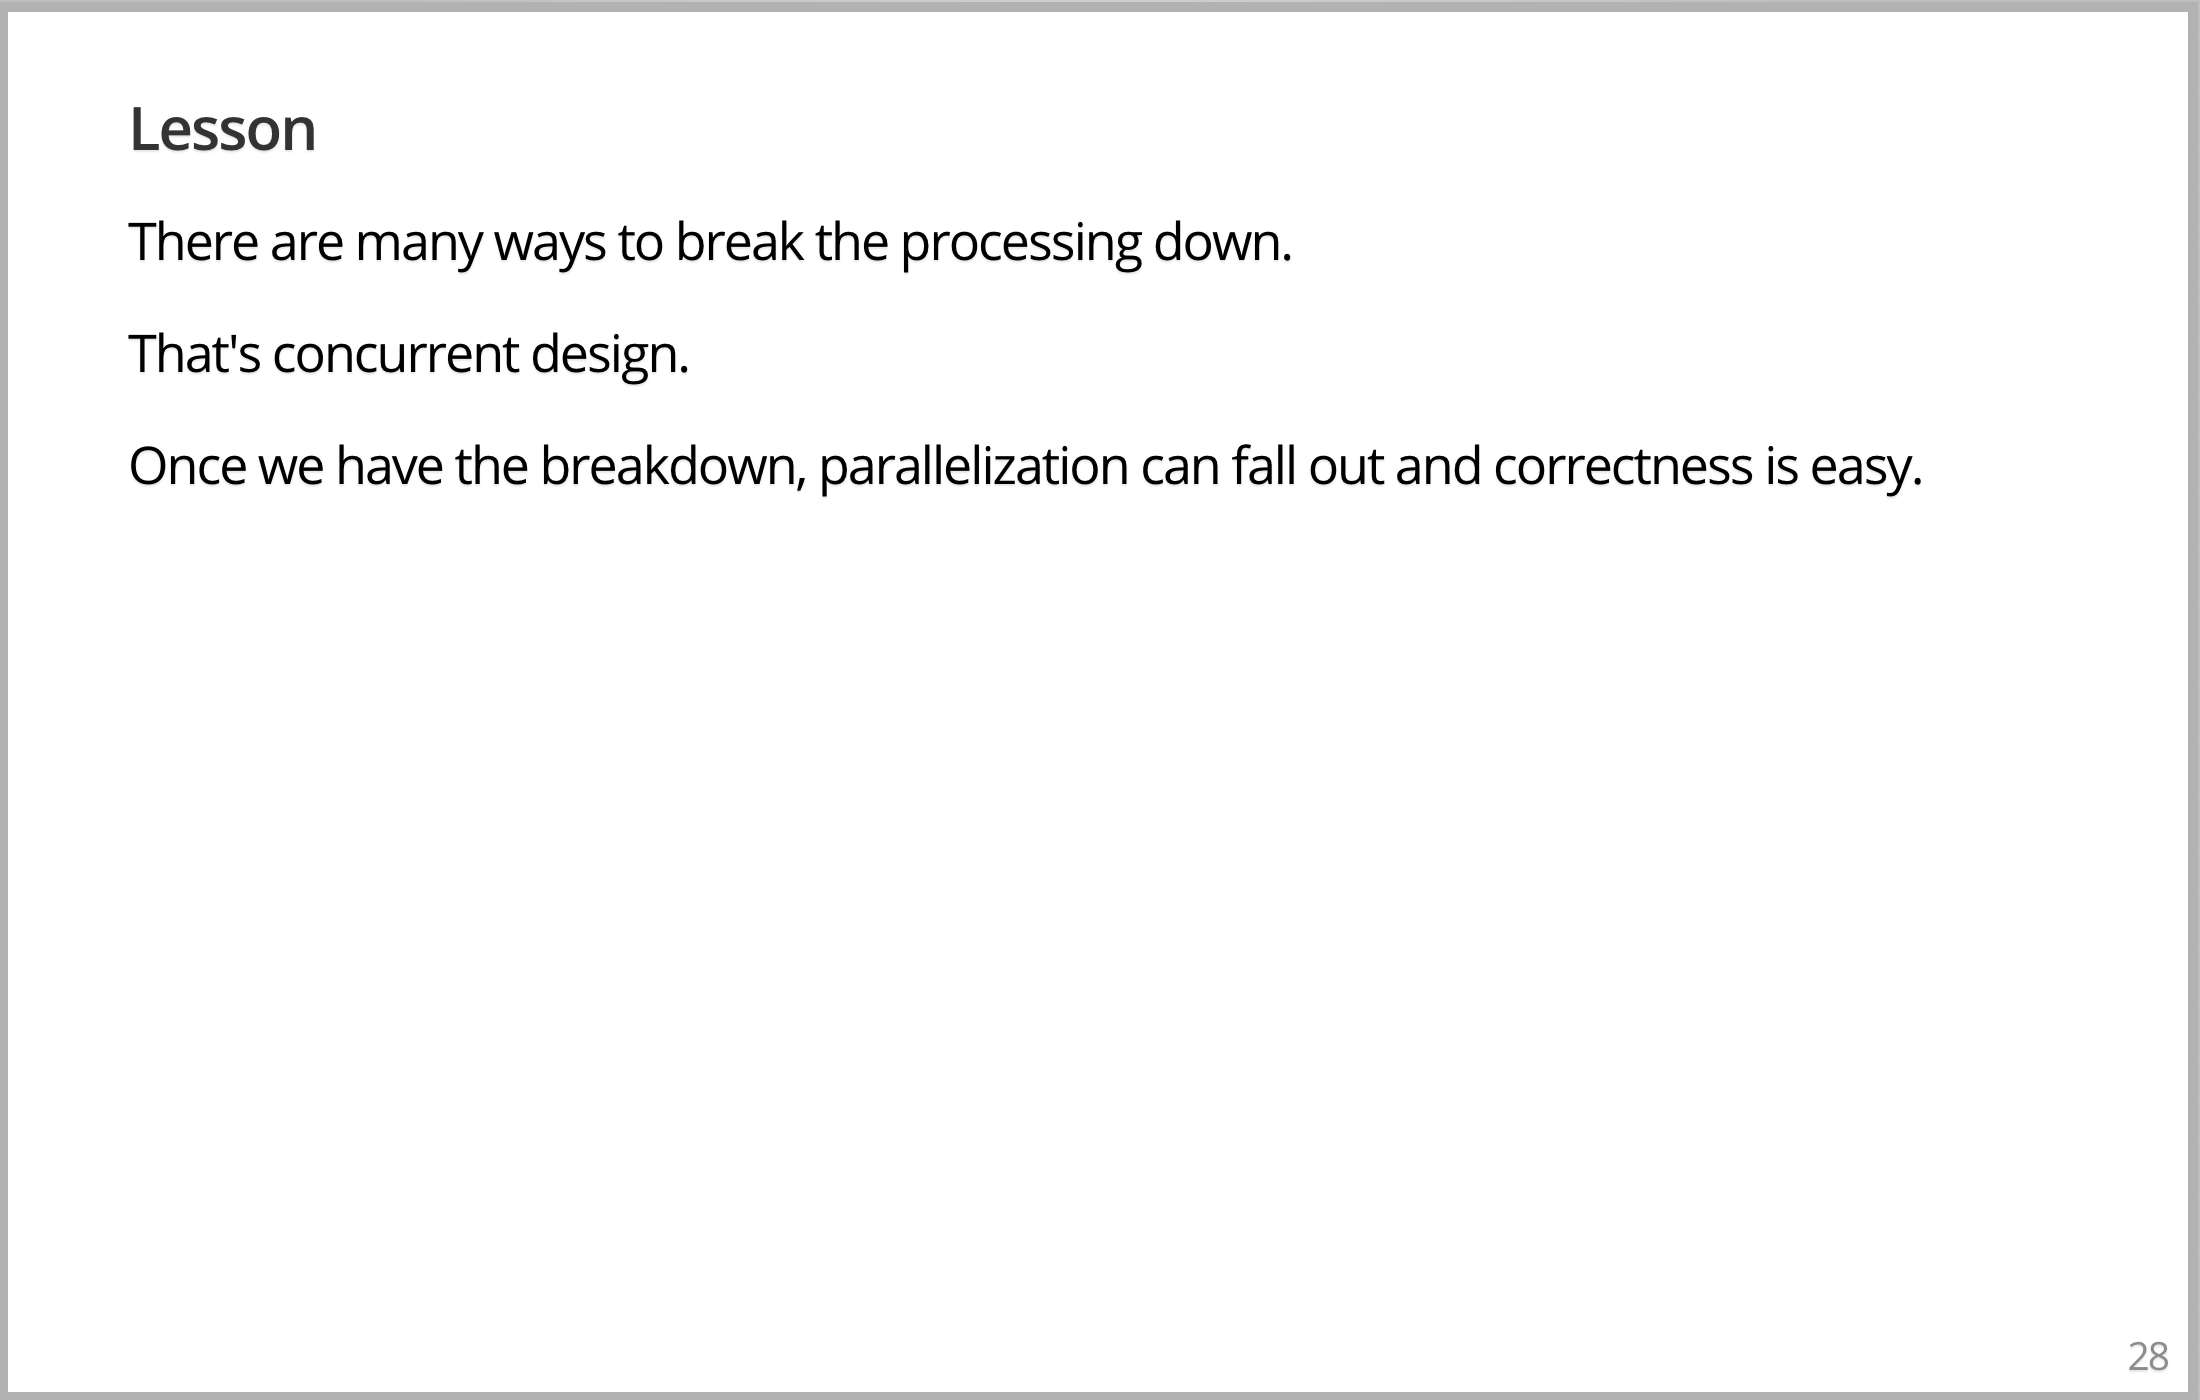 Lesson
There are many ways to break the processing down.
That's concurrent design.
Once we have the breakdown, parallelization can fall out and correctness is easy.
28